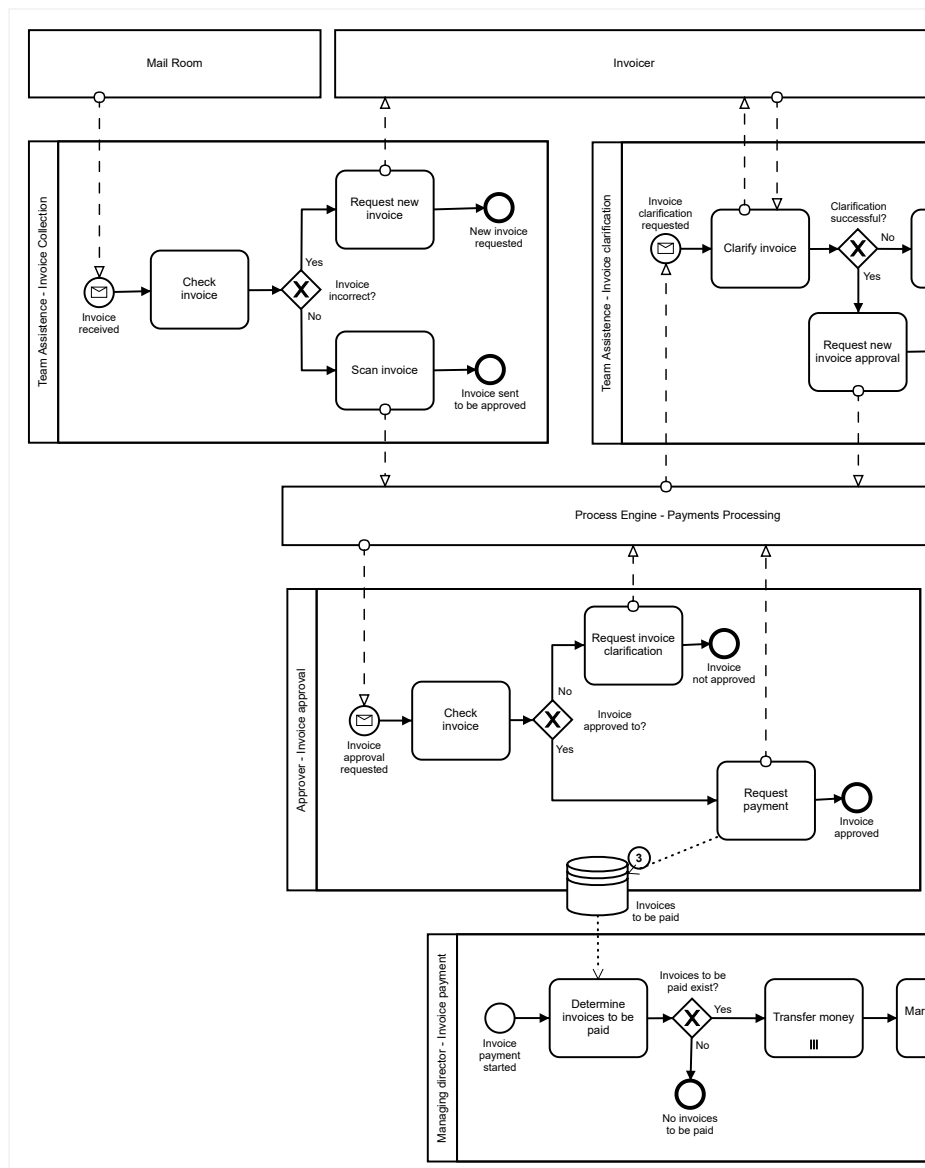 Mail Room
Invoicer
Team Assistence - Invoice Collection
Invoice
received
Check
invoice
Yes
No
Invoice
incorrect?
Request new
invoice
New invoice
requested
Scan invoice
Invoice sent
to be approved
Team Assistence - Invoice clarification
Invoice
clarification
requested
Clarify invoice
Clarification
successful?
No
Yes
Request new
invoice approval
Process Engine - Payments Processing
Approver - Invoice approval
Invoice
approval
requested
Check
invoice
No
Yes
Invoice
approved to?
Request invoice
clarification
Invoice
not approved
Request
payment
Invoice
approved
3
Invoices
to be paid
Managing director - Invoice payment
Invoice
payment
started
Determine
invoices to be
paid
Invoices to be
paid exist?
Yes
No
No invoices
to be paid
Transfer money
Mar